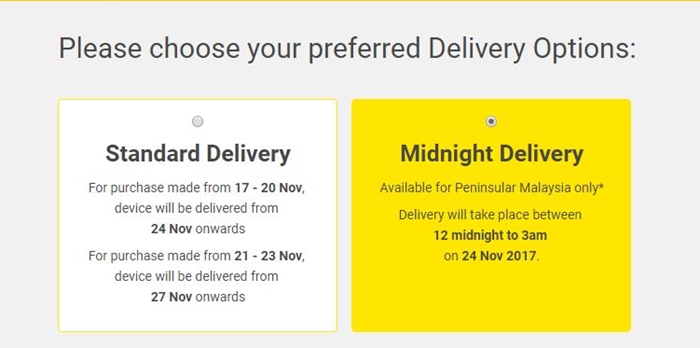 Please choose your preferred Delivery Options:
Standard Delivery
For purchase made from 17 - 20 Nov,
device will be delivered from
24 Nov onwards
For purchase made from 21 - 23 Nov,
device will be delivered from
27 Nov onwards
Midnight Delivery
Available for Peninsular Malaysia only*
Delivery will take place between
12 midnight to 3am
on 24 Nov 2017.